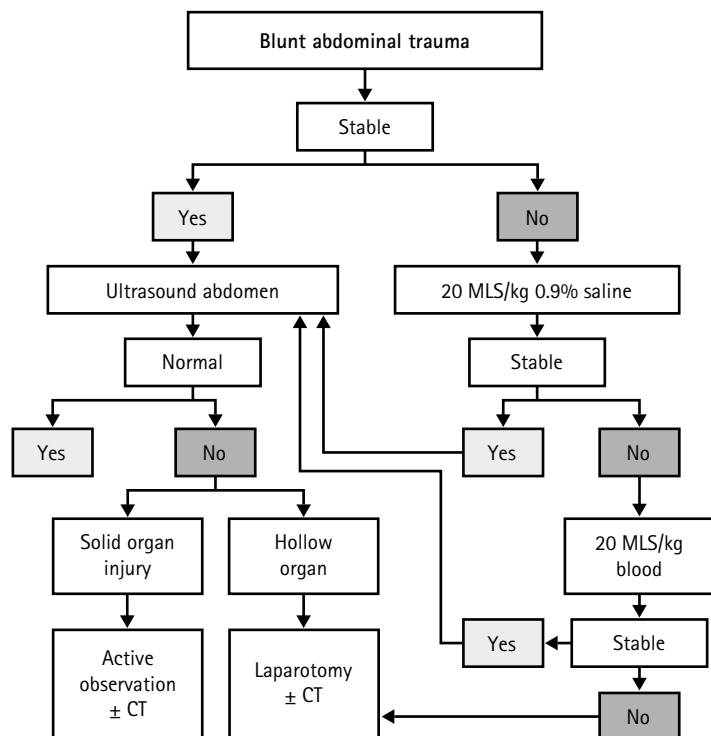 Blunt abdominal trauma
Stable
Yes
No
Ultrasound abdomen
20 MLS/kg 0.9% saline
Normal
Stable
Yes
No
Yes
No
Solid organ
injury
Hollow
organ
20 MLS/kg
blood
Active
observation
± CT
Laparotomy
± CT
Yes
Stable
No